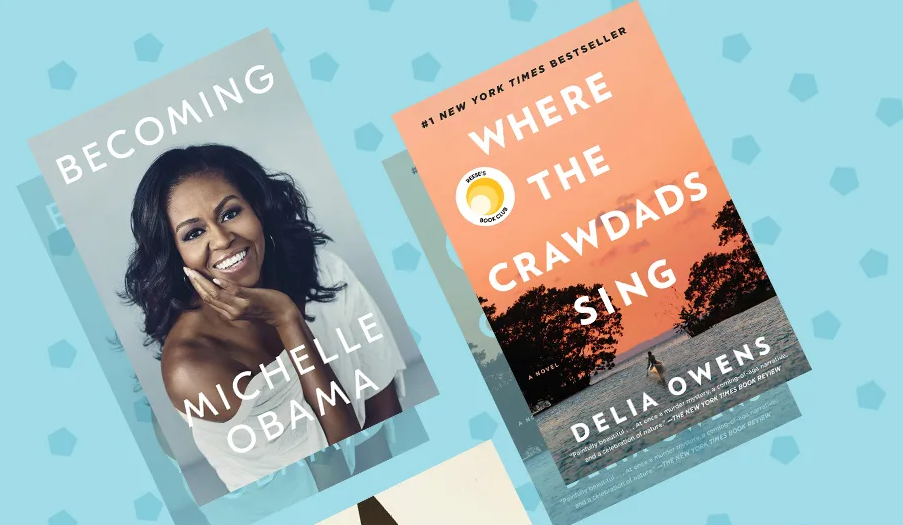 BECOMING
MICHELLE
OBAMA
#1 NEW YORK TIMES BESTSELLER
WHERE
THE
CRAWDADS
SING
REESE'S
BOOK CLUB
A NOVEL
DELIA OWENS
"Painfully beautiful . . . At once a murder mystery, a coming-of-age narrative,
and a celebration of nature." —THE NEW YORK TIMES BOOK REVIEW